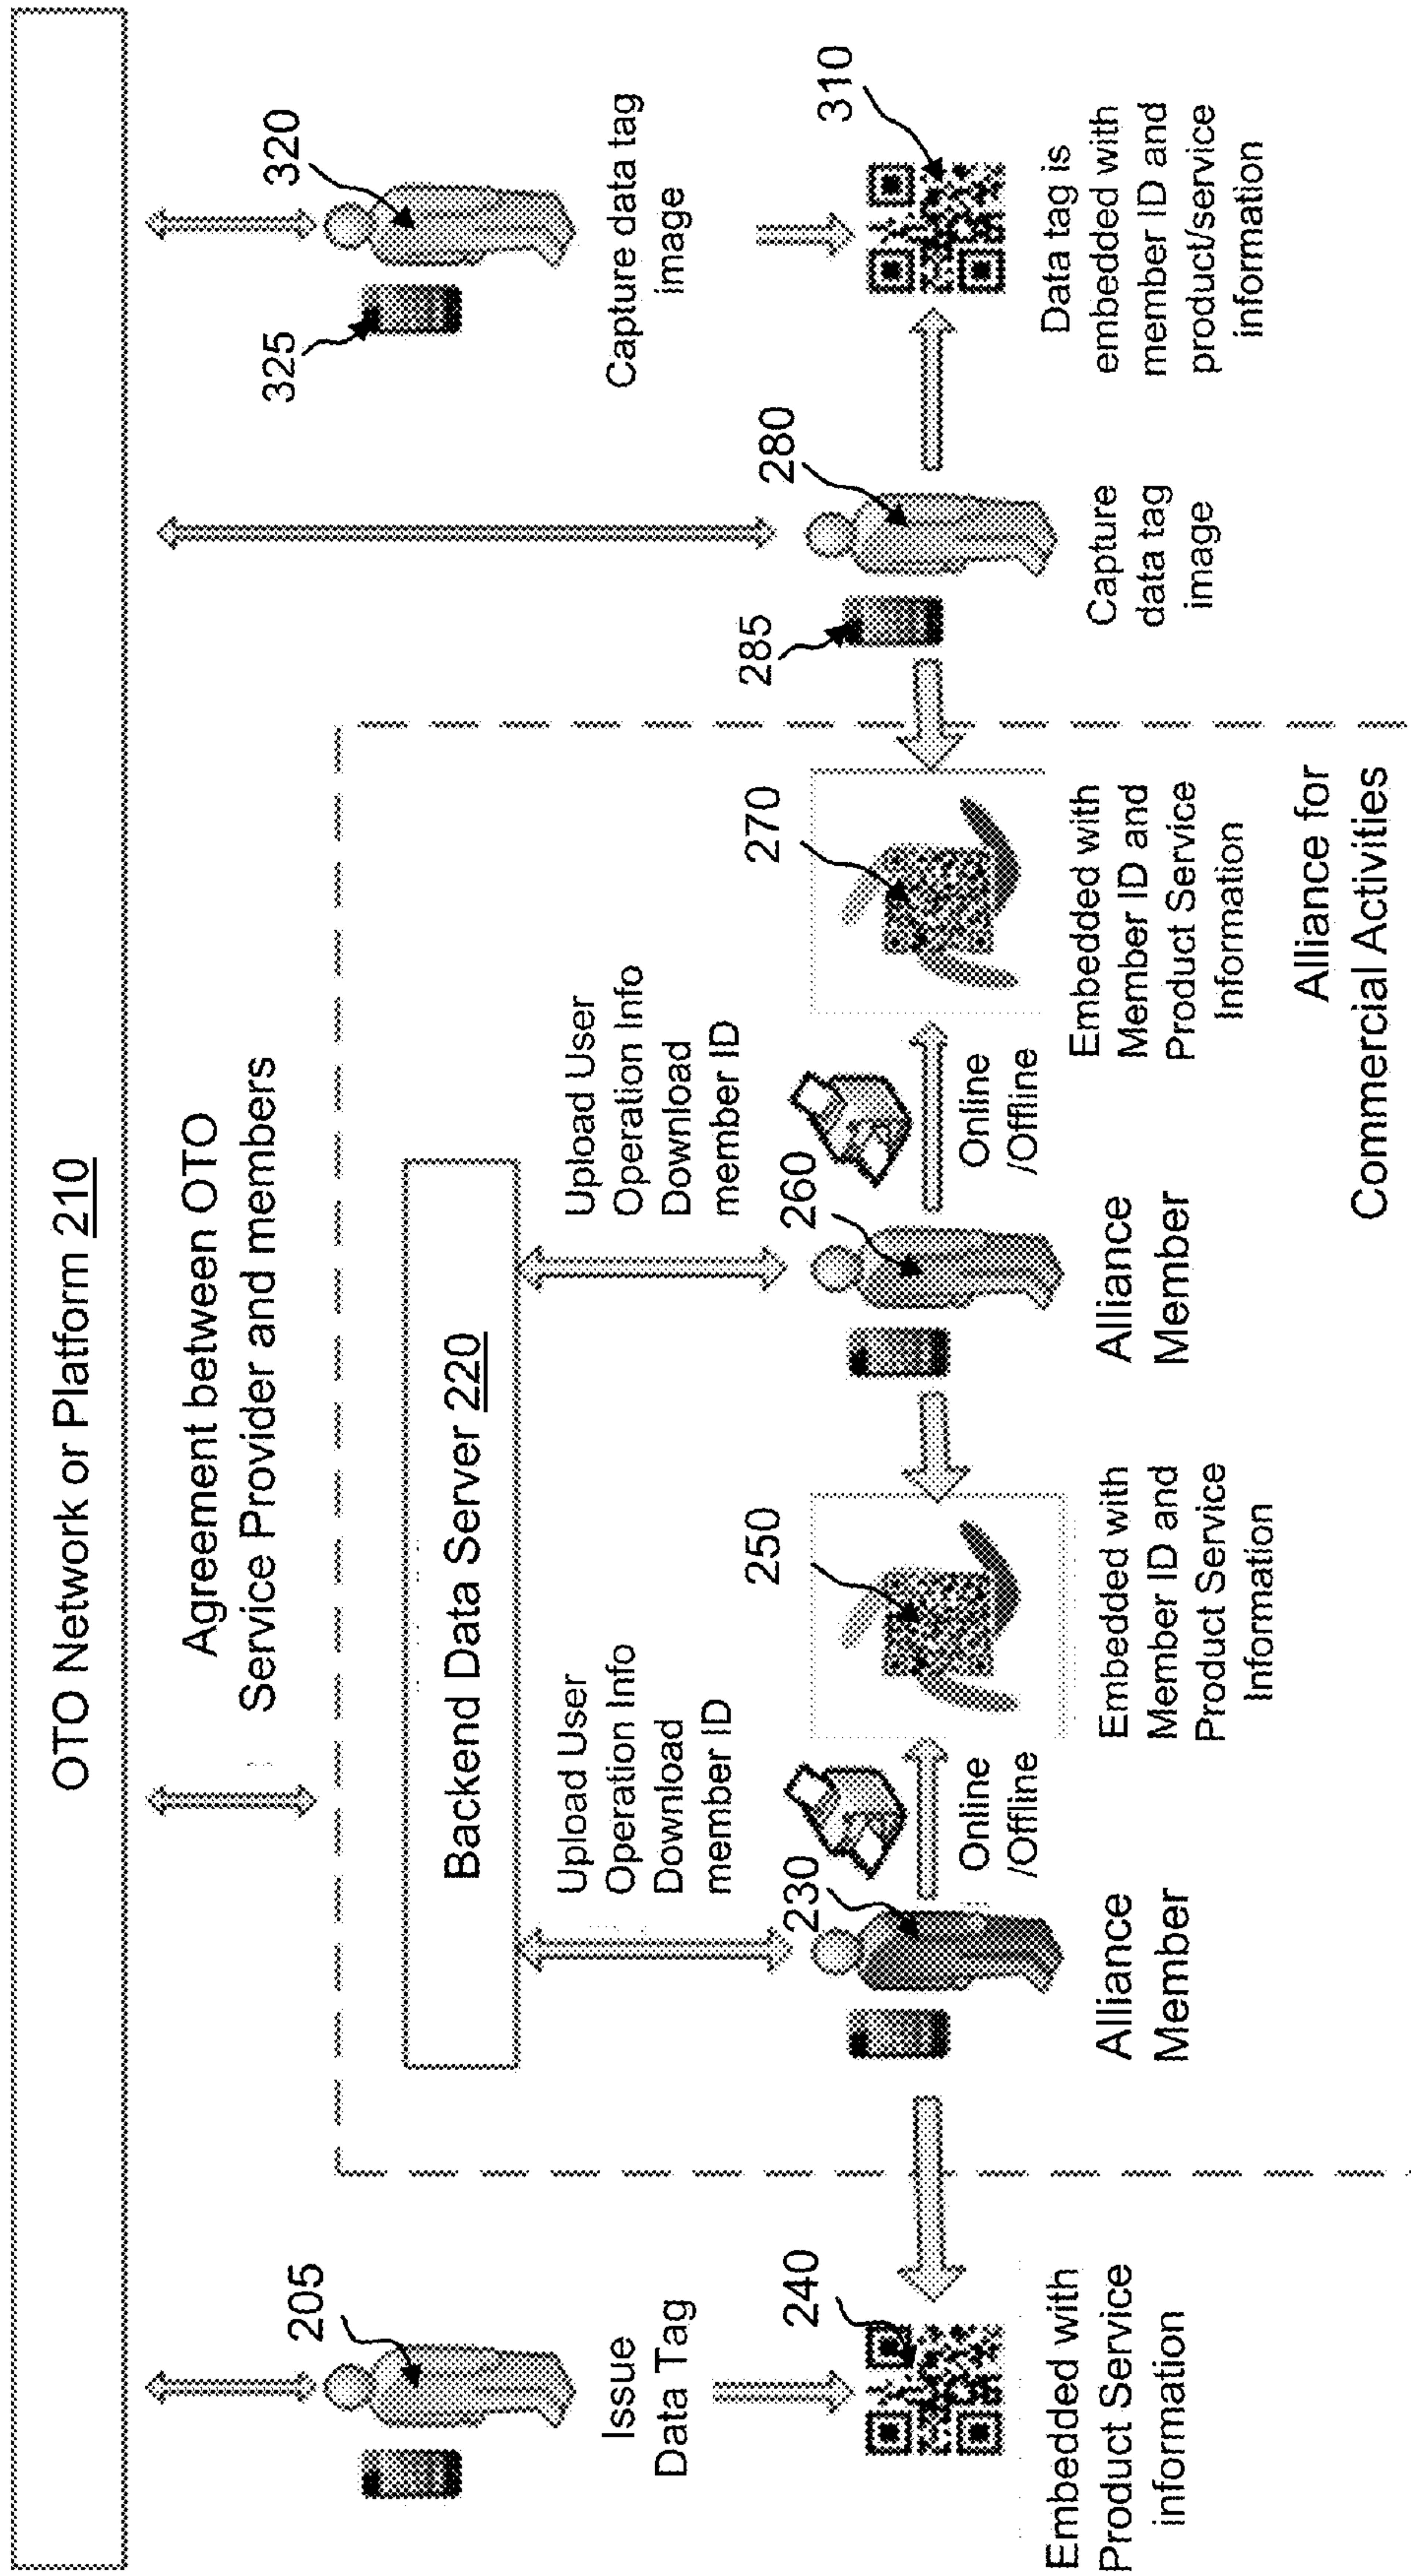 OTO Network or Platform 210
Agreement between OTO
Service Provider and members
205
Issue
Data Tag
240
Embedded with
Product Service
information
Backend Data Server 220
Upload User
Operation Info
Download
member ID
230
Alliance
Member
Online
/Offline
250
Embedded with
Member ID and
Product Service
Information
Upload User
Operation Info
Download
member ID
260
Alliance
Member
Online
/Offline
270
Embedded with
Member ID and
Product Service
Information
Alliance for
Commercial Activities
285
280
Capture
data tag
image
325
320
Capture data tag
image
310
Data tag is
embedded with
member ID and
product/service
information